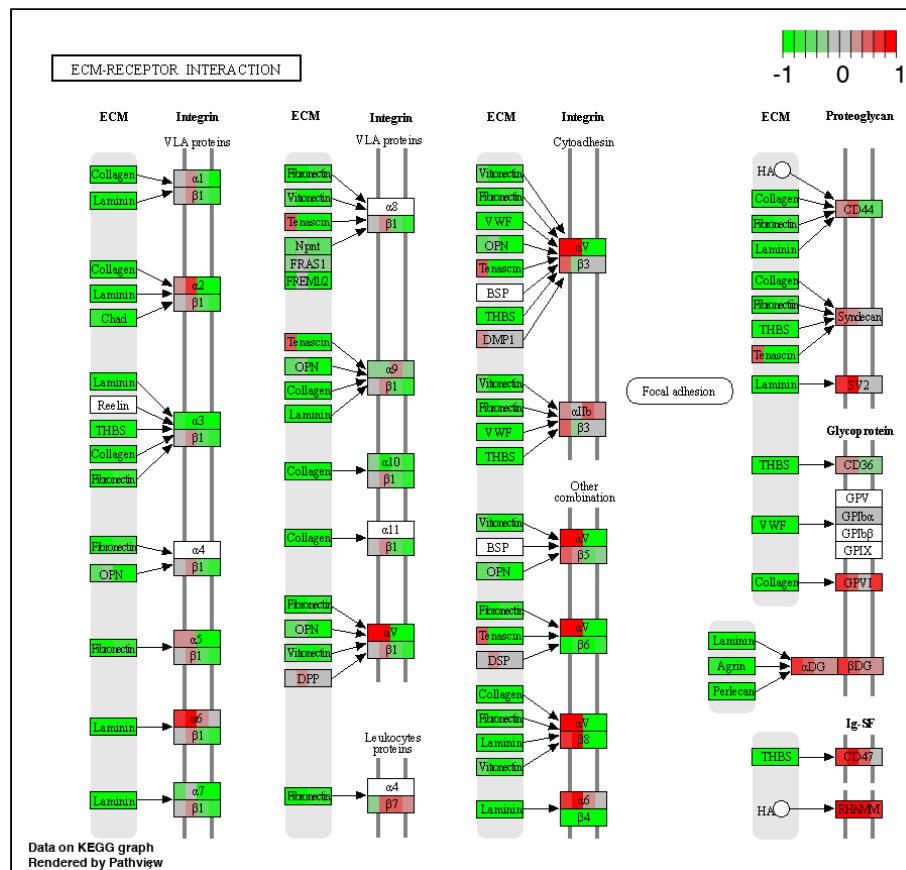 -1 0 1
ECM-RECEPTOR INTERACTION
ECM Integrin
VLA proteins
Collagen
Laminin
α1
β1
Collagen
Laminin
Chad
α2
β1
Laminin
Reelin
THBS
Collagen
Fibronectin
α3
β1
Fibronectin
OPN
α4
β1
Fibronectin
α5
β1
Laminin
α6
β1
Laminin
α7
β1
ECM Integrin
VLA proteins
Fibronectin
Vitronectin
Tenascin
Npnt
FRAS1
FREM1/2
α8
β1
Tenascin
OPN
Collagen
Laminin
α9
β1
Collagen
α10
β1
Collagen
α11
β1
Fibronectin
OPN
Vitronectin
DPP
αV
β1
Leukocytes
proteins
Fibronectin
α4
β7
ECM Integrin
Cytoadhesin
Vitronectin
Fibronectin
VWF
OPN
Tenascin
BSP
THBS
DMP1
αV
β3
Vitronectin
Fibronectin
VWF
THBS
αIIb
β3
Other
combination
Vitronectin
BSP
OPN
αV
β5
Fibronectin
Tenascin
DSP
αV
β6
Collagen
Fibronectin
Laminin
Vitronectin
αV
β8
Laminin
α6
β4
Focal adhesion
ECM Proteoglycan
HA
Collagen
Fibronectin
Laminin
CD44
Collagen
Fibronectin
THBS
Tenascin
Syndecan
Laminin
SV2
Glycoprotein
THBS
CD36
VWF
GPV
GPIbα
GPIbβ
GPIX
Collagen
GPVI
Laminin
Agrin
Perlecan
αDG
βDG
Ig-SF
THBS
CD47
HA
RHAMM
Data on KEGG graph
Rendered by Pathview